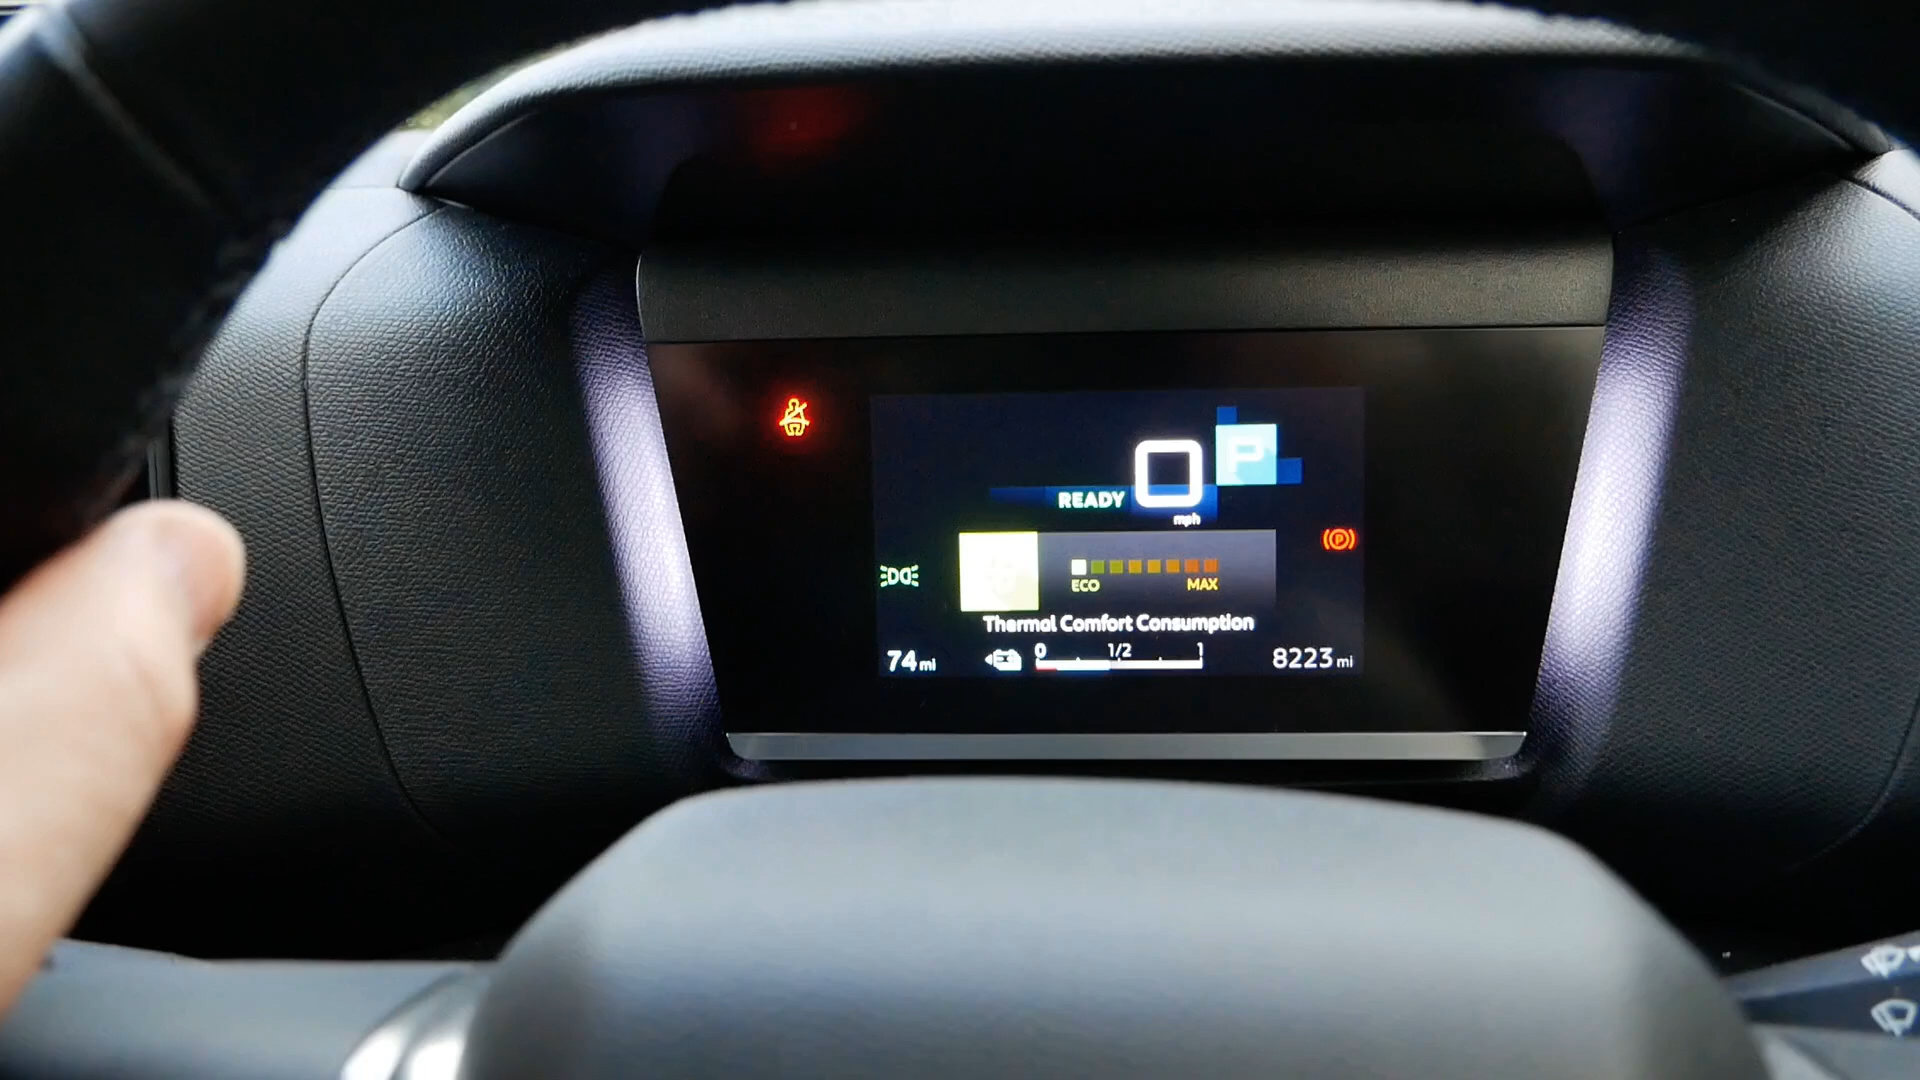 P
0
READY
mph
ECO MAX
Thermal Comfort Consumption
0 1/2 1
74 mi
8223 mi